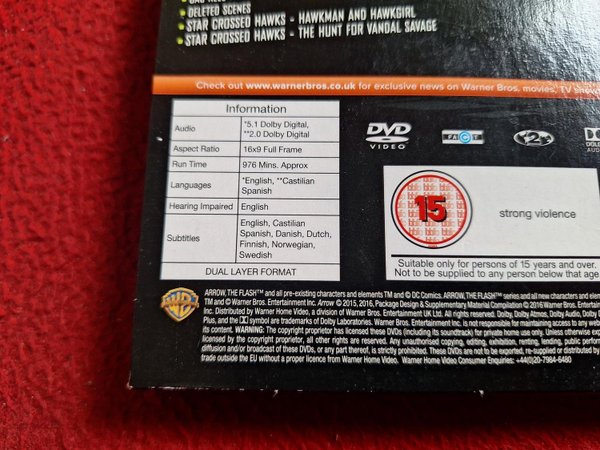 DELETED SCENES
STAR CROSSED HAWKS - HAWKMAN AND HAWKGIRL
STAR CROSSED HAWKS - THE HUNT FOR VANDAL SAVAGE
Check out www.warnerbros.co.uk for exclusive news on Warner Bros. movies, TV
Information
Audio *5.1 Dolby Digital,
**2.0 Dolby Digital
Aspect Ratio 16x9 Full Frame
Run Time 976 Mins. Approx
Languages *English, **Castilian
Spanish
Hearing Impaired English
Subtitles English, Castilian
Spanish, Danish, Dutch,
Finnish, Norwegian,
Swedish
DUAL LAYER FORMAT
DVD
VIDEO
FACT
2
15
strong violence
Suitable only for persons of 15 years and over.
Not to be supplied to any person below that age
WB
ARROW, THE FLASH™ and all pre-existing characters and elements TM and © DC Comics. ARROW, THE FLASH™ series and all new characters and
TM and © Warner Bros. Entertainment Inc. Arrow © 2015, 2016, Package Design & Supplementary Material Compilation © 2016 Warner Bros.
Inc. Distributed by Warner Home Video, a division of Warner Bros. Entertainment UK Ltd. All rights reserved. Dolby, Dolby Atmos, Dolby Audio, Dolby
Plus, and the symbol are trademarks of Dolby Laboratories. Warner Bros. Entertainment Inc. is not responsible for maintaining access to any
its content. WARNING: The copyright proprietor has licensed these DVDs (including its soundtrack) for private home use only. Unless otherwise
licensed by the copyright proprietor, all other rights are reserved. Any unauthorised copying, editing, exhibition, renting, lending, public
diffusion and/or broadcast of these DVDs, or any part thereof, is strictly prohibited. These DVDs are not to be exported, re-supplied or distributed by
trade outside the EU without a proper licence from Warner Home Video. Warner Home Video Consumer Enquiries: +44(0)20-7984-6480